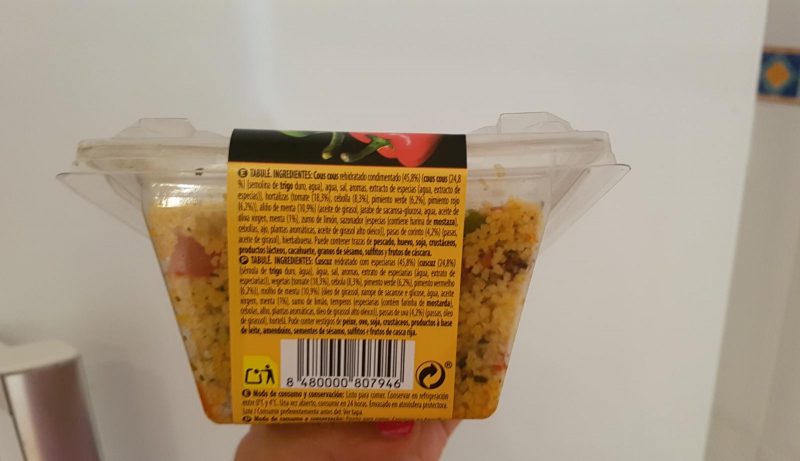 E TABULÉ. INGREDIENTES: Cous cous rehidratado condimentado (45,8%) (cous cous (24,8
%) (semolina de trigo duro, agua), agua, sal, aromas, extracto de especias (agua, extracto de
especias)), hortalizas (tomate (18,3%), cebolla (8,3%), pimiento verde (6,2%), pimiento rojo
(6,2%)), aliño de menta (10,9%) (aceite de girasol, jarabe de sacarosa-glucosa, agua, aceite de
oliva virgen, menta (1%), zumo de limón, sazonador (especias (contiene harina de mostaza),
cebollas, ajo, plantas aromáticas, aceite de girasol alto oléico)), pasas de corinto (4,2%) (pasas,
aceite de girasol), hierbabuena. Puede contener trazas de pescado, huevo, soja, crustáceos,
productos lácteos, cacahuete, granos de sésamo, sulfitos y frutos de cáscara.
P TABULÉ. INGREDIENTES: Cuscuz reidratado com especiarias (45,8%) (cuscuz (24,8%)
(sêmola de trigo duro, água), água, sal, aromas, extrato de especiarias (água, extrato de
especiarias)), vegetais (tomate (18,3%), cebola (8,3%), pimento verde (6,2%), pimento vermelho
(6,2%)), molho de menta (10,9%) (óleo de girassol, xarope de sacarose e glicose, água, azeite
virgem, menta (1%), sumo de limão, temperos (especiarias (contém farinha de mostarda),
cebolas, alho, plantas aromáticas, óleo de girassol alto oleico)), passas de uva (4,2%) (passas, óleo
de girassol), hortelã. Pode conter vestígios de peixe, ovo, soja, crustáceos, productos à base
de leite, amendoins, sementes de sésamo, sulfitos e frutos de casca rija.
8 480000 807946
®
E Modo de consumo y conservación: Listo para comer. Conservar en refrigeración
entre 0ºC y 4ºC. Una vez abierto, consumir en 24 horas. Envasado en atmósfera protectora.
Lote / Consumir preferentemente antes del: Ver tapa.
P Modo de consumo e conservação: